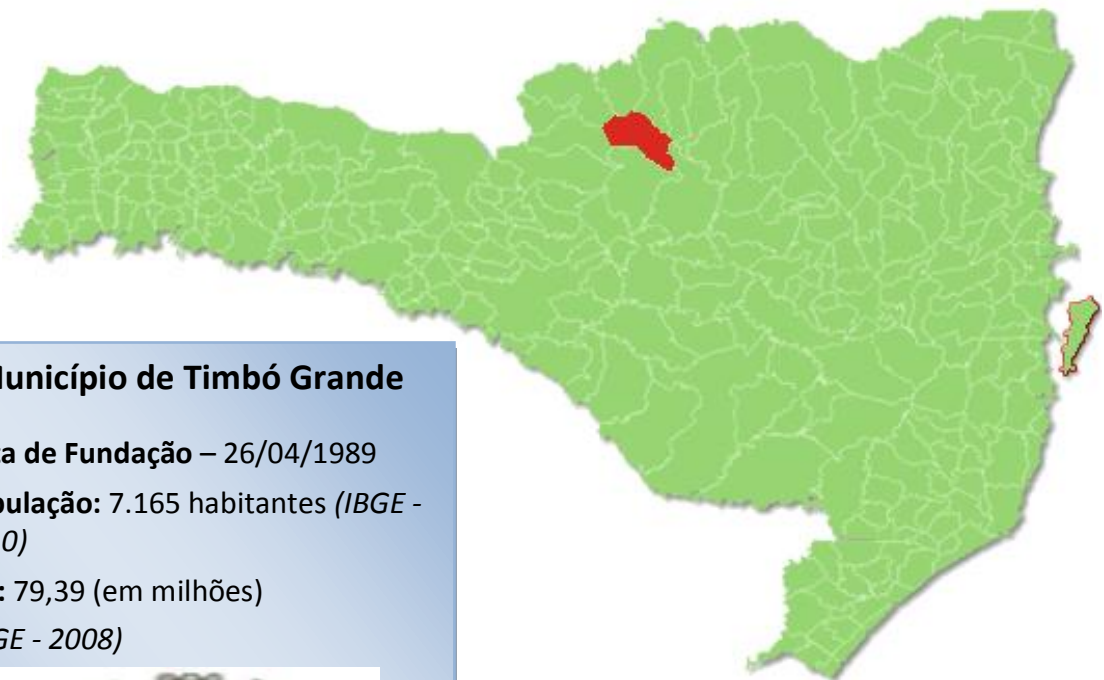 unicípio de Timbó Grande
a de Fundação – 26/04/1989
pulação: 7.165 habitantes (IBGE -
0)
: 79,39 (em milhões)
GE - 2008)